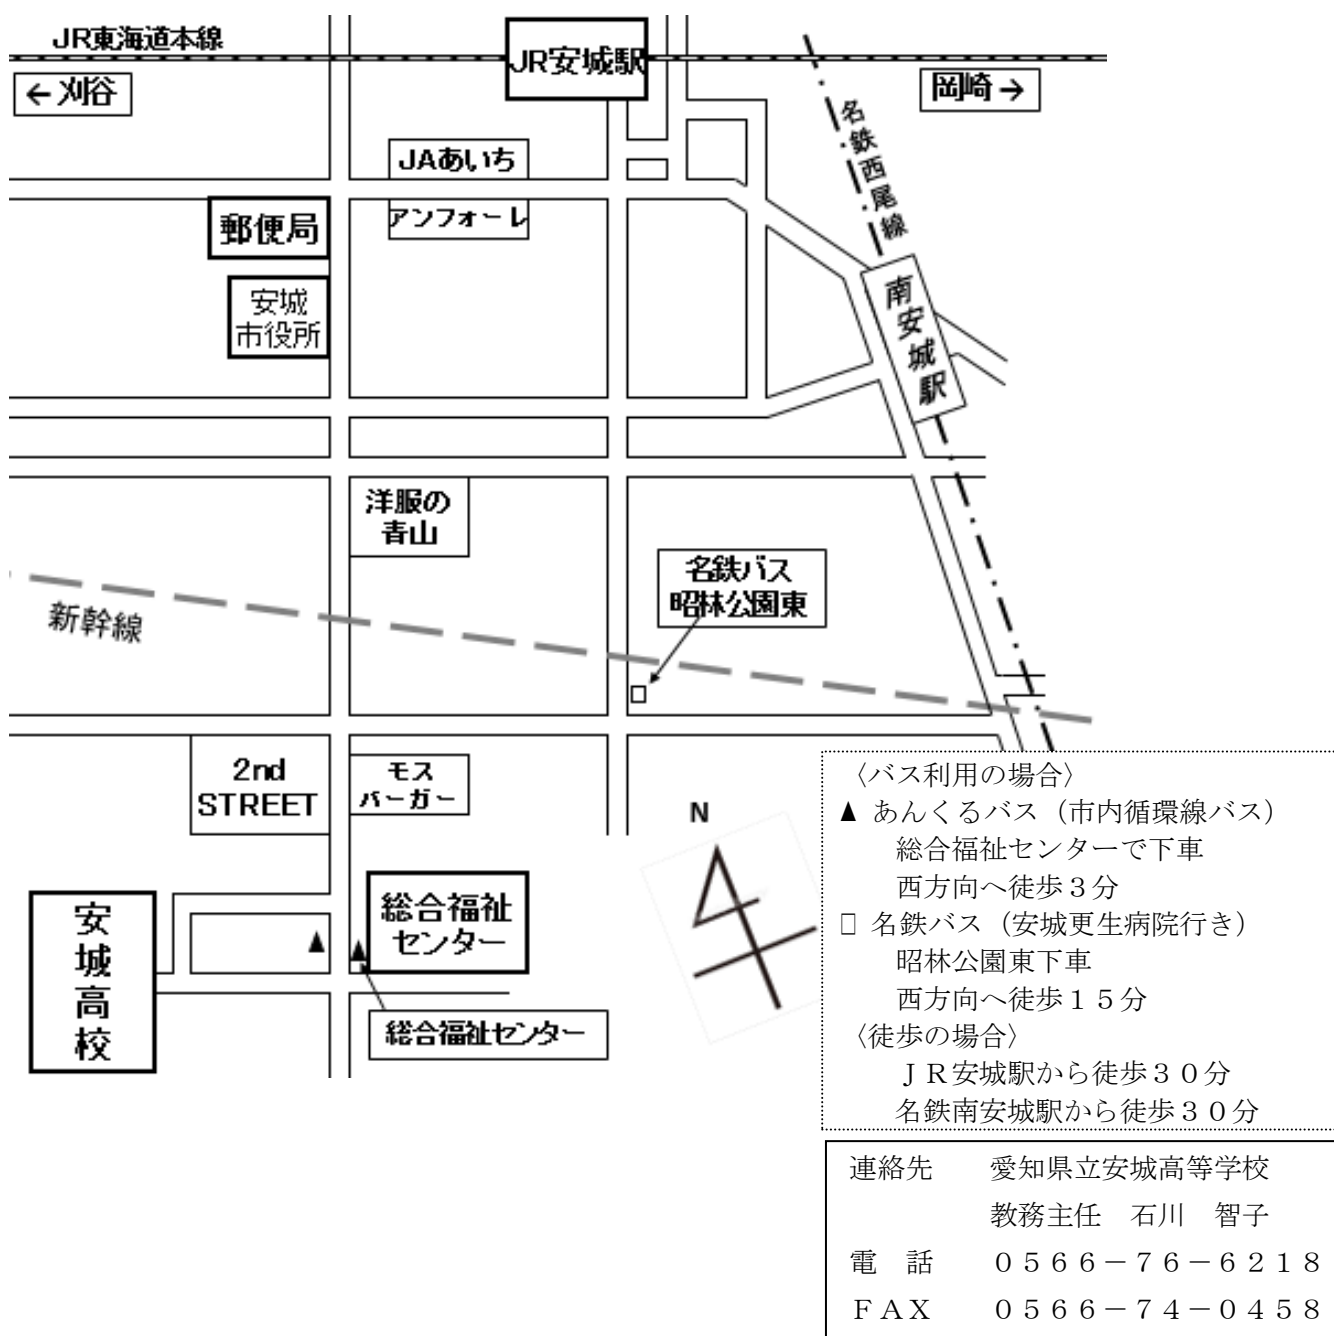 JR東海道本線
JR安城駅
←刈谷
岡崎→
名鉄西尾線
JAあいち
アンフォーレ
郵便局
安城
市役所
南安城駅
洋服の
青山
名鉄バス
昭林公園東
新幹線
2nd
STREET
モス
バーガー
N
安城高校
総合福祉
センター
▲
▲
総合福祉センター
〈バス利用の場合〉
▲ あんくるバス（市内循環線バス）
総合福祉センターで下車
西方向へ徒歩３分
□ 名鉄バス（安城更生病院行き）
昭林公園東下車
西方向へ徒歩１５分
〈徒歩の場合〉
ＪＲ安城駅から徒歩３０分
名鉄南安城駅から徒歩３０分
連絡先　　愛知県立安城高等学校
教務主任　石川　智子
電　話　　０５６６－７６－６２１８
ＦＡＸ　　０５６６－７４－０４５８